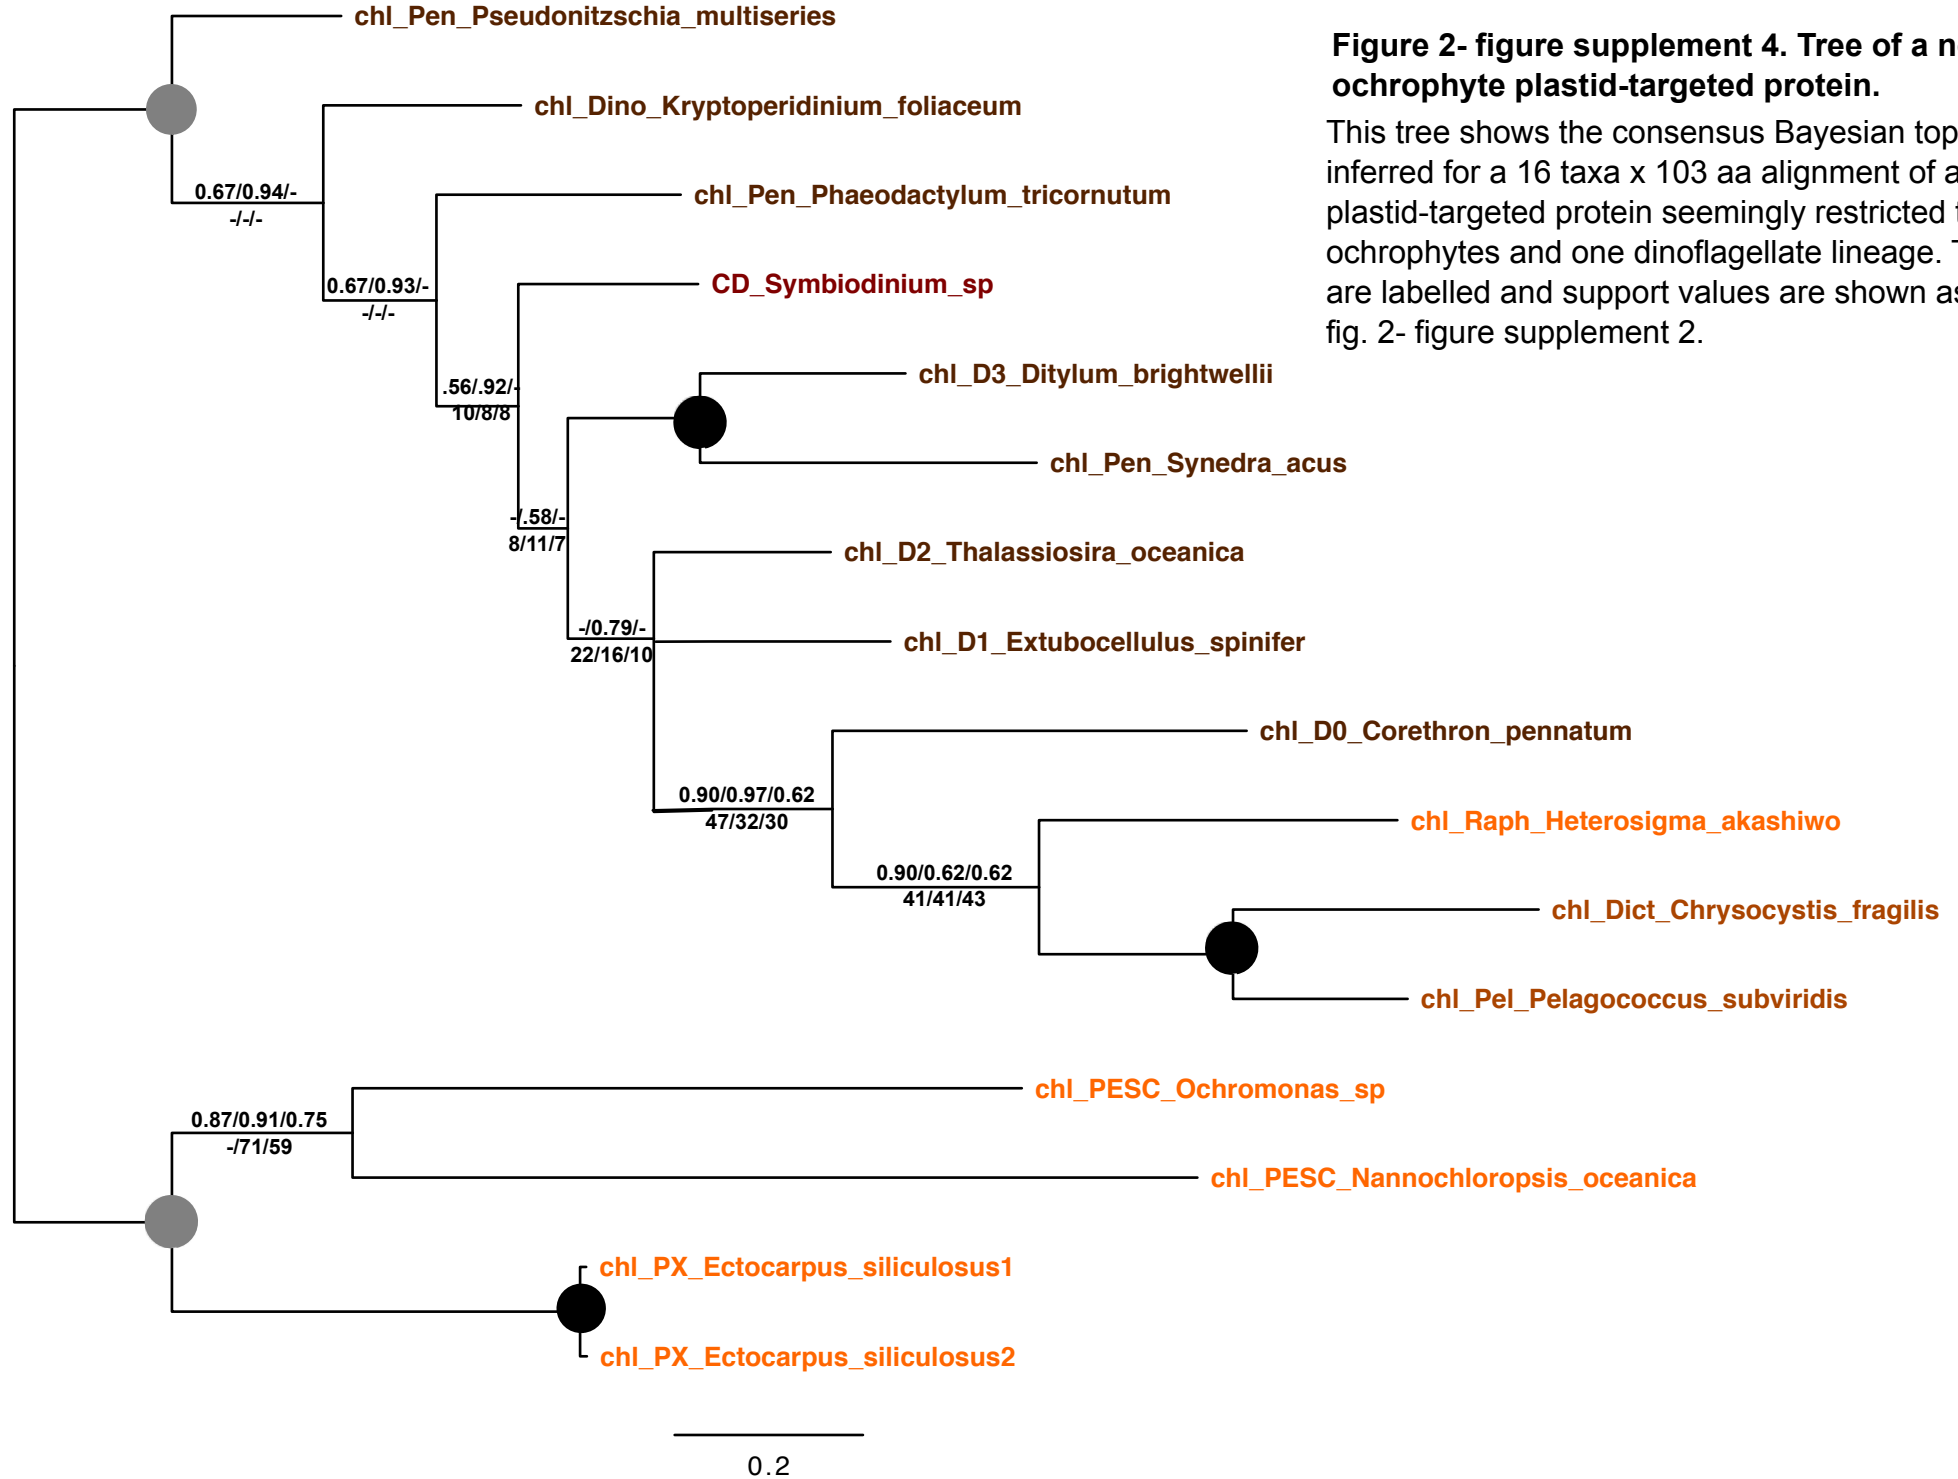 chl_Pen_Pseudonitzschia_multiseries
Figure 2- figure supplement 4. Tree of a n
ochrophyte plastid-targeted protein.
This tree shows the consensus Bayesian top
inferred for a 16 taxa x 103 aa alignment of a
plastid-targeted protein seemingly restricted t
ochrophytes and one dinoflagellate lineage. T
are labelled and support values are shown as
fig. 2- figure supplement 2.
chl_Dino_Kryptoperidinium_foliaceum
0.67/0.94/-
-/-/-
chl_Pen_Phaeodactylum_tricornutum
0.67/0.93/-
-/-/-
CD_Symbiodinium_sp
.56/.92/-
10/8/8
chl_D3_Ditylum_brightwellii
chl_Pen_Synedra_acus
-/.58/-
8/11/7
chl_D2_Thalassiosira_oceanica
-/0.79/-
22/16/10
chl_D1_Extubocellulus_spinifer
chl_D0_Corethron_pennatum
0.90/0.97/0.62
47/32/30
chl_Raph_Heterosigma_akashiwo
0.90/0.62/0.62
41/41/43
chl_Dict_Chrysocystis_fragilis
chl_Pel_Pelagococcus_subviridis
chl_PESC_Ochromonas_sp
0.87/0.91/0.75
-/71/59
chl_PESC_Nannochloropsis_oceanica
chl_PX_Ectocarpus_siliculosus1
chl_PX_Ectocarpus_siliculosus2
0.2